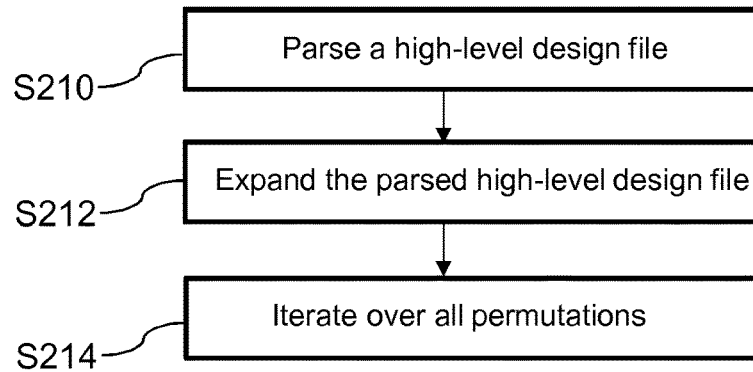 Parse a high-level design file
S210
Expand the parsed high-level design file
S212
Iterate over all permutations
S214